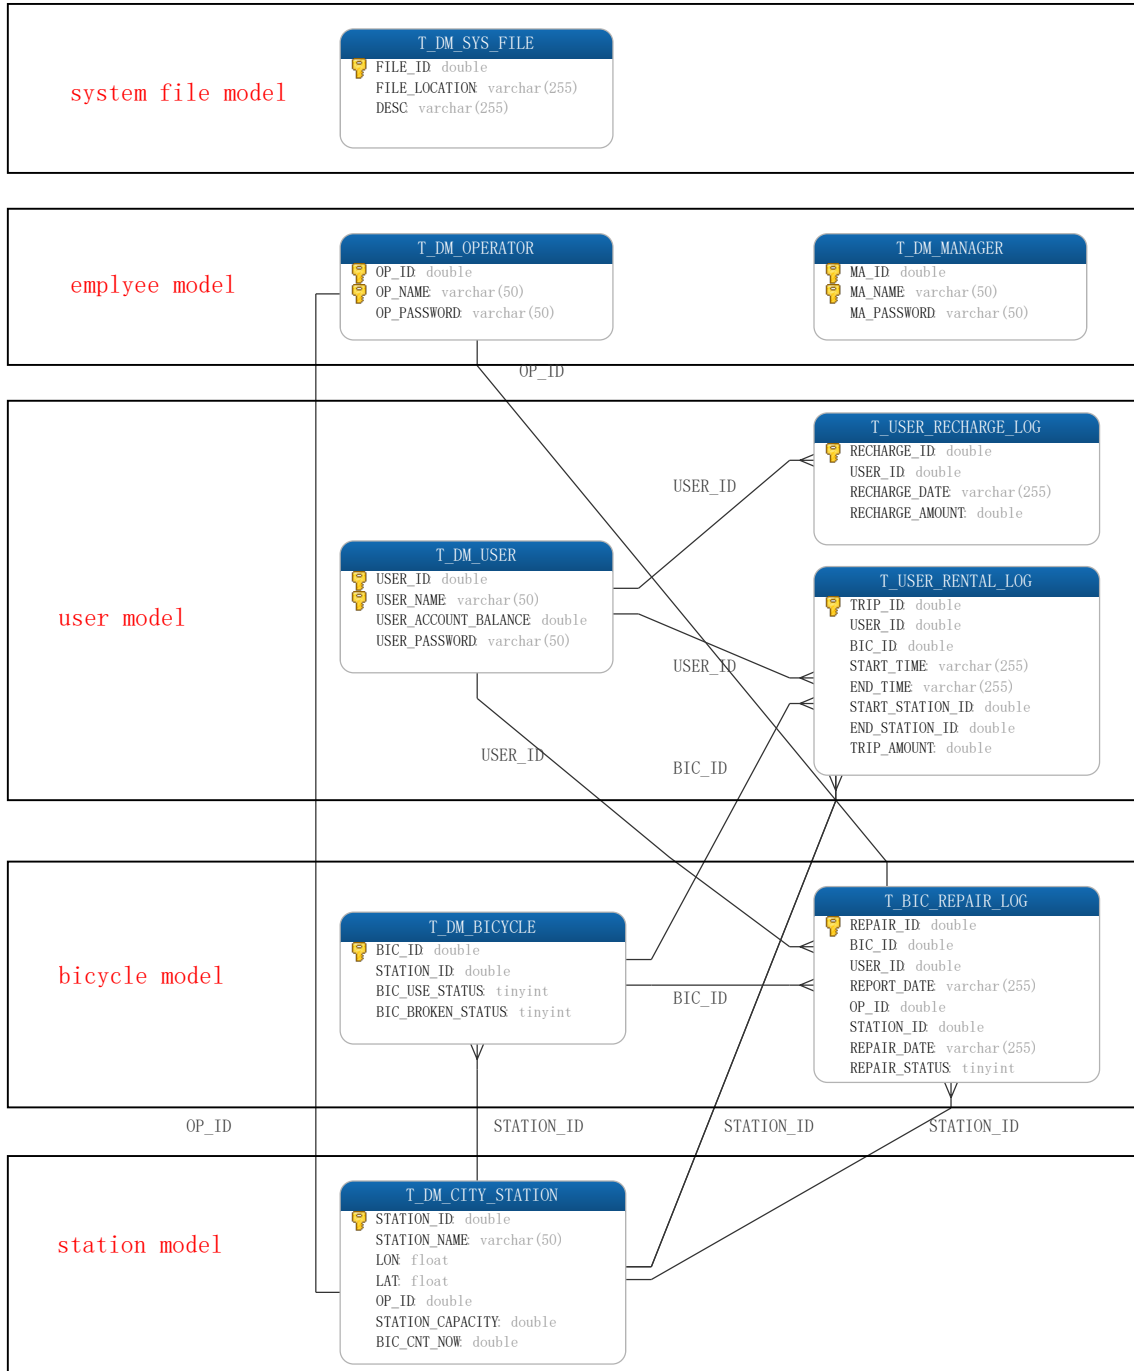 T_DM_SYS_FILE
FILE_ID: double
FILE_LOCATION: varchar(255)
DESC: varchar(255)
system file model
T_DM_OPERATOR
OP_ID: double
OP_NAME: varchar(50)
OP_PASSWORD: varchar(50)
T_DM_MANAGER
MA_ID: double
MA_NAME: varchar(50)
MA_PASSWORD: varchar(50)
emplyee model
OP_ID
T_USER_RECHARGE_LOG
RECHARGE_ID: double
USER_ID: double
RECHARGE_DATE: varchar(255)
RECHARGE_AMOUNT: double
USER_ID
T_DM_USER
USER_ID: double
USER_NAME: varchar(50)
USER_ACCOUNT_BALANCE: double
USER_PASSWORD: varchar(50)
user model
T_USER_RENTAL_LOG
TRIP_ID: double
USER_ID: double
BIC_ID: double
START_TIME: varchar(255)
END_TIME: varchar(255)
START_STATION_ID: double
END_STATION_ID: double
TRIP_AMOUNT: double
USER_ID
USER_ID
BIC_ID
T_DM_BICYCLE
BIC_ID: double
STATION_ID: double
BIC_USE_STATUS: tinyint
BIC_BROKEN_STATUS: tinyint
bicycle model
BIC_ID
T_BIC_REPAIR_LOG
REPAIR_ID: double
BIC_ID: double
USER_ID: double
REPORT_DATE: varchar(255)
OP_ID: double
STATION_ID: double
REPAIR_DATE: varchar(255)
REPAIR_STATUS: tinyint
OP_ID
STATION_ID
STATION_ID
STATION_ID
T_DM_CITY_STATION
STATION_ID: double
STATION_NAME: varchar(50)
LON: float
LAT: float
OP_ID: double
STATION_CAPACITY: double
BIC_CNT_NOW: double
station model